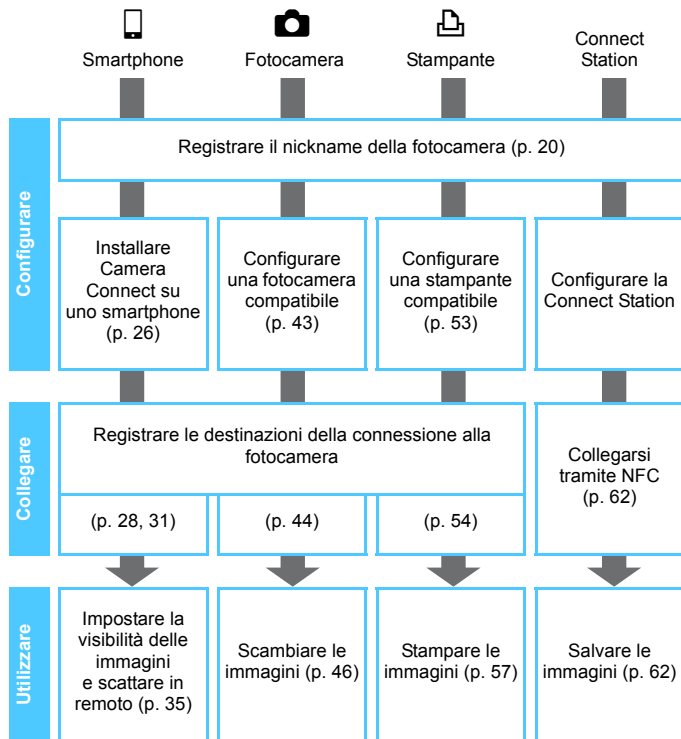 Smartphone
Fotocamera
Stampante
Connect
Station
Configurare
Registrare il nickname della fotocamera (p. 20)
Installare
Camera
Connect su
uno smartphone
(p. 26)
Configurare
una fotocamera
compatibile
(p. 43)
Configurare
una stampante
compatibile
(p. 53)
Configurare la
Connect Station
Collegare
Registrare le destinazioni della connessione alla
fotocamera
(p. 28, 31)
(p. 44)
(p. 54)
Collegarsi
tramite NFC
(p. 62)
Utilizzare
Impostare la
visibilità delle
immagini
e scattare in
remoto (p. 35)
Scambiare le
immagini (p. 46)
Stampare le
immagini (p. 57)
Salvare le
immagini (p. 62)